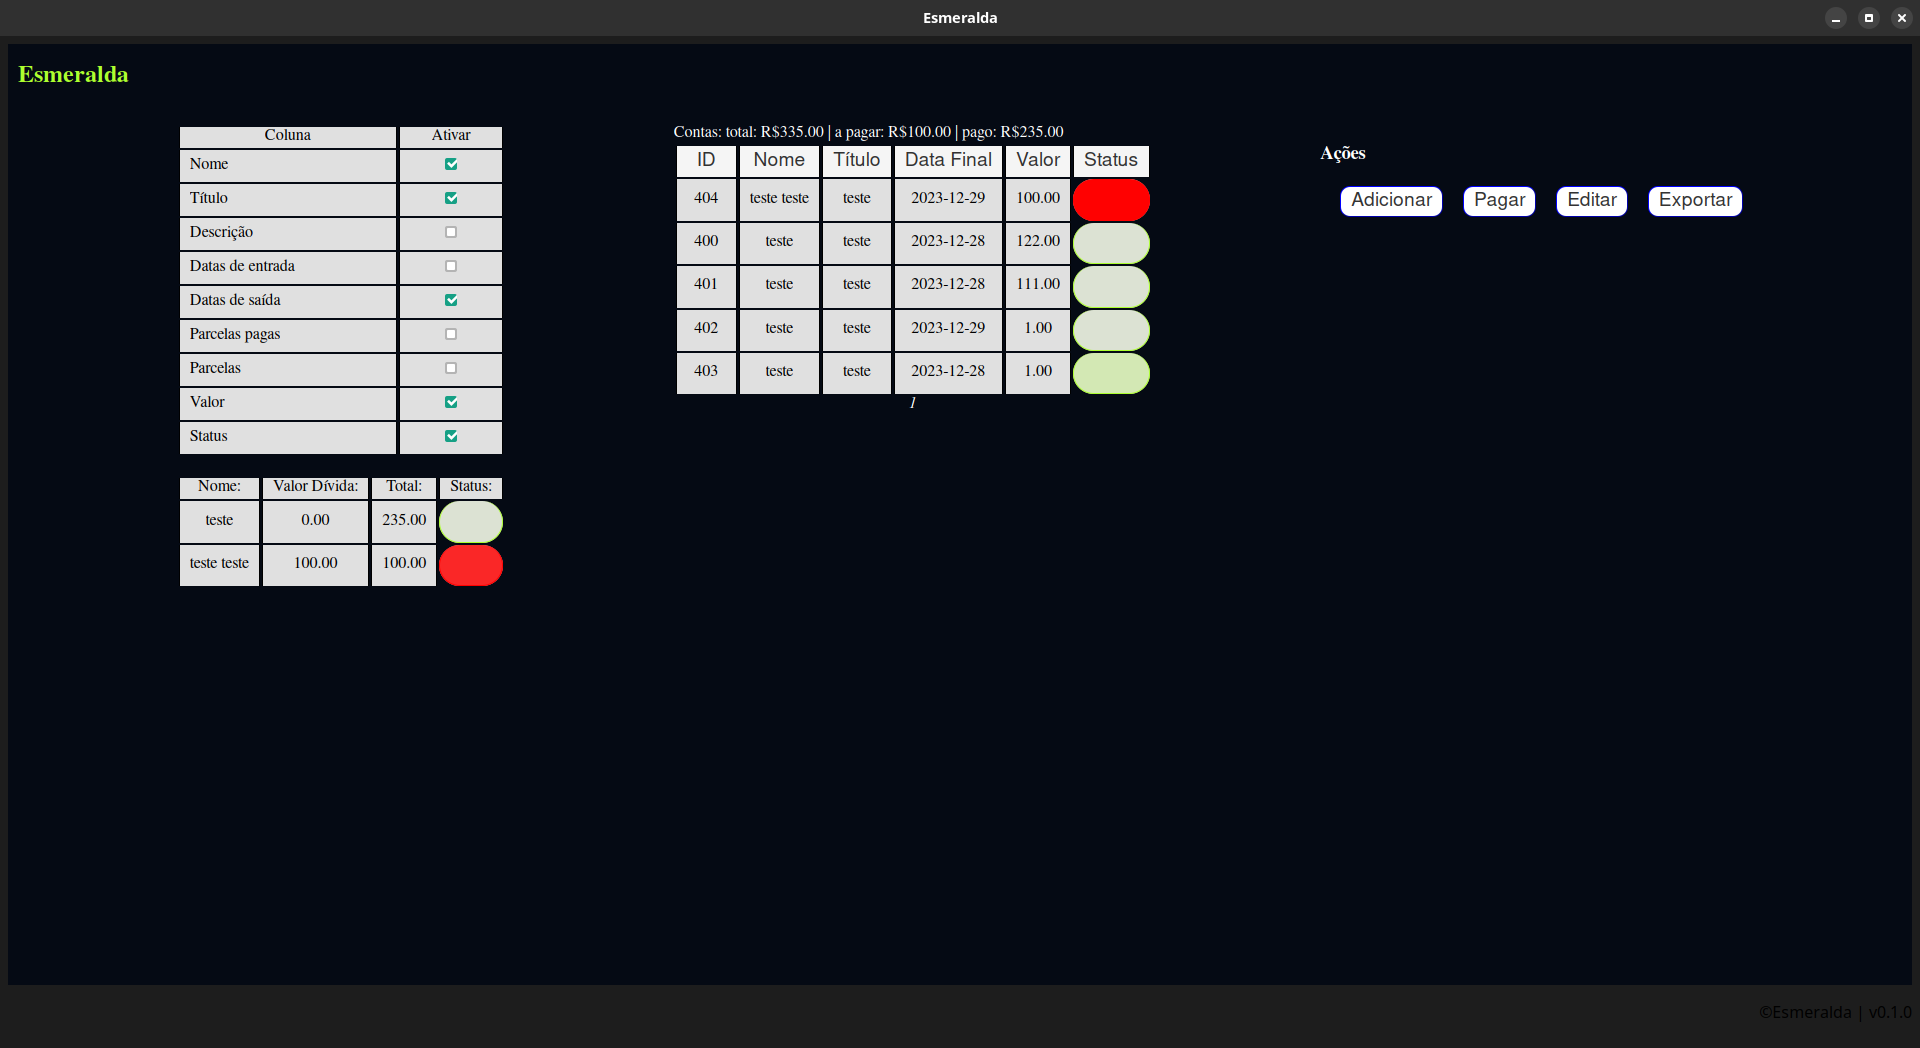 Esmeralda
Esmeralda
Coluna Ativar
Nome
Título
Descrição
Datas de entrada
Datas de saída
Parcelas pagas
Parcelas
Valor
Status
Nome: Valor Dívida: Total: Status:
teste 0.00 235.00
teste teste 100.00 100.00
Contas: total: R$335.00 | a pagar: R$100.00 | pago: R$235.00
ID Nome Título Data Final Valor Status
404 teste teste teste 2023-12-29 100.00
400 teste teste 2023-12-28 122.00
401 teste teste 2023-12-28 111.00
402 teste teste 2023-12-29 1.00
403 teste teste 2023-12-28 1.00
1
Ações
Adicionar Pagar Editar Exportar
©Esmeralda | v0.1.0